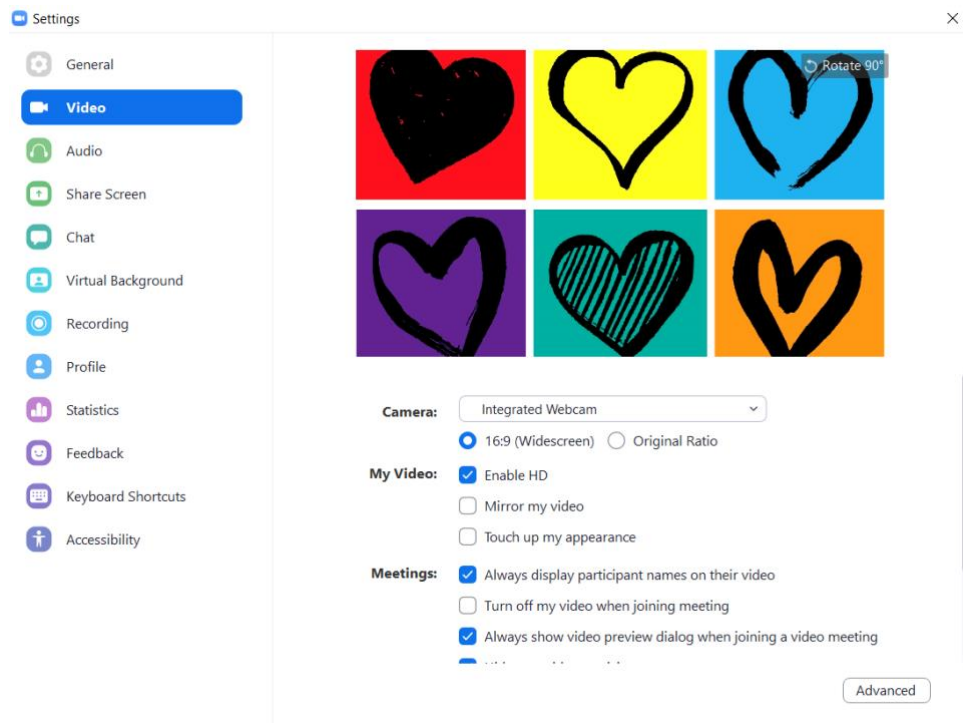 Settings
General
Video
Audio
Share Screen
Chat
Virtual Background
Recording
Profile
Statistics
Feedback
Keyboard Shortcuts
Accessibility
Rotate 90°
Camera: Integrated Webcam
16:9 (Widescreen) Original Ratio
My Video: Enable HD
Mirror my video
Touch up my appearance
Meetings: Always display participant names on their video
Turn off my video when joining meeting
Always show video preview dialog when joining a video meeting
Advanced